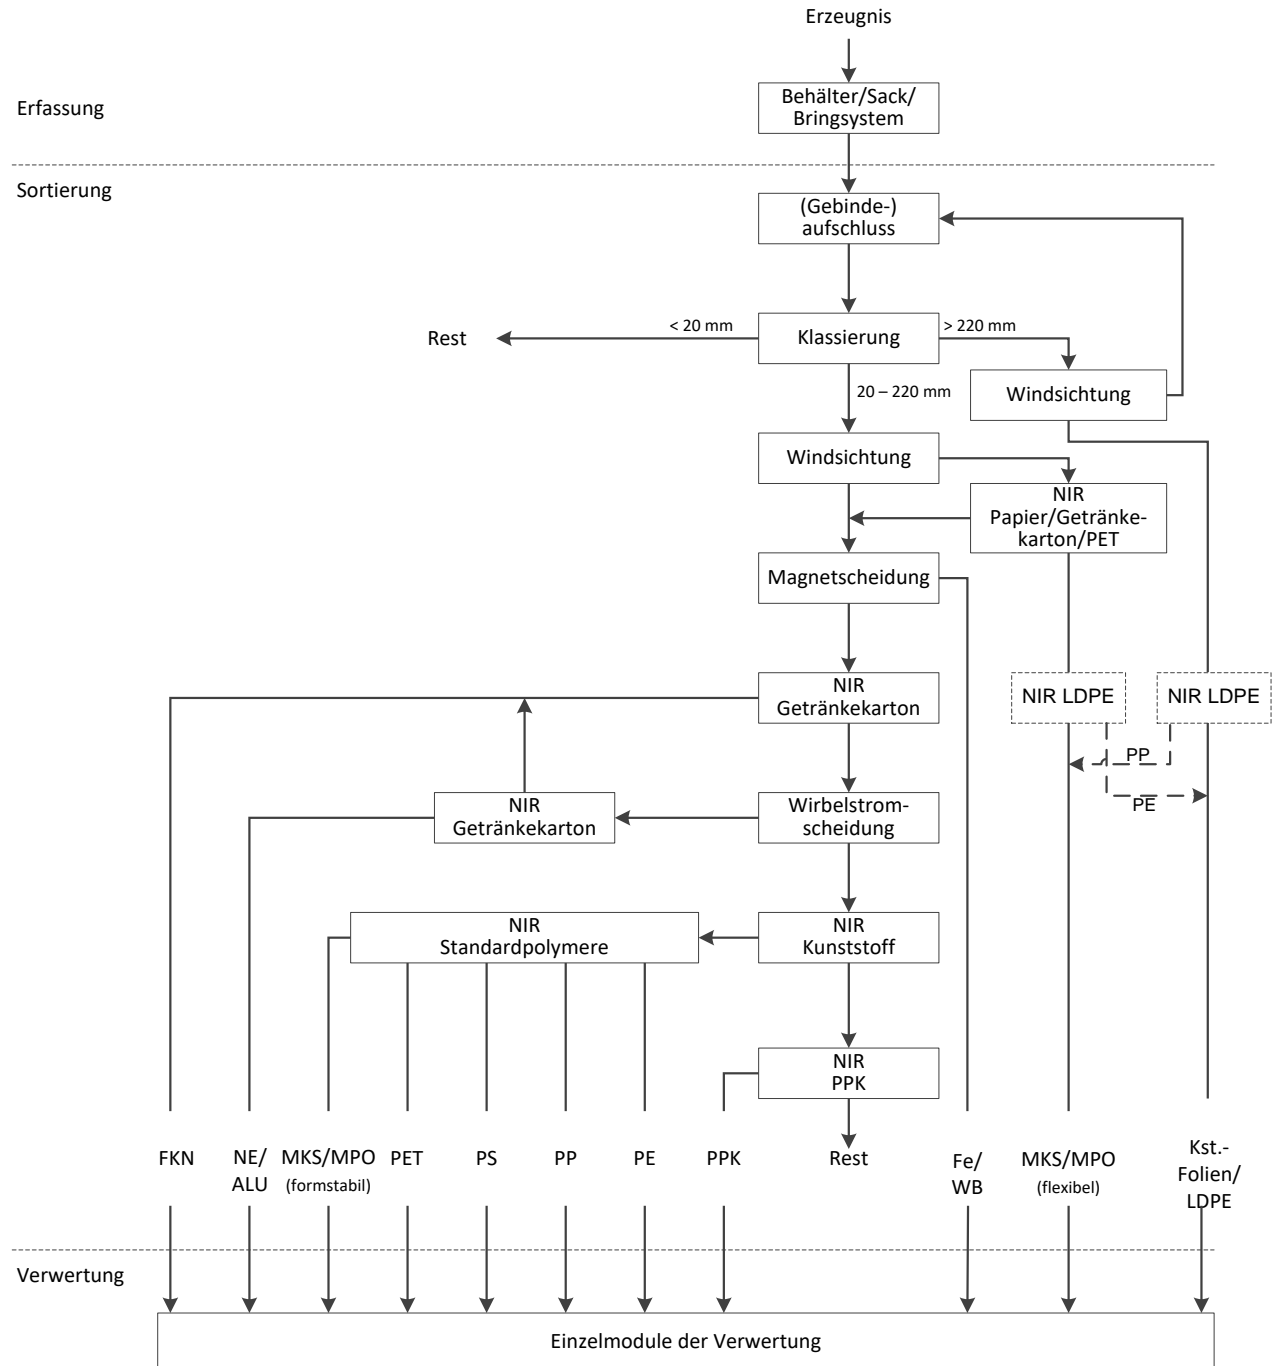 Erzeugnis
Erfassung
Behälter/Sack/
Bringsystem
Sortierung
(Gebinde-)
aufschluss
Rest
< 20 mm
Klassierung
> 220 mm
20 – 220 mm
Windsichtung
Windsichtung
NIR
Papier/Getränke-
karton/PET
Magnetscheidung
NIR
Getränkekarton
NIR LDPE
NIR LDPE
PP
PE
NIR
Getränkekarton
Wirbelstrom-
scheidung
NIR
Standardpolymere
NIR
Kunststoff
NIR
PPK
FKN
NE/
ALU
MKS/MPO
(formstabil)
PET
PS
PP
PE
PPK
Rest
Fe/
WB
MKS/MPO
(flexibel)
Kst.-
Folien/
LDPE
Verwertung
Einzelmodule der Verwertung